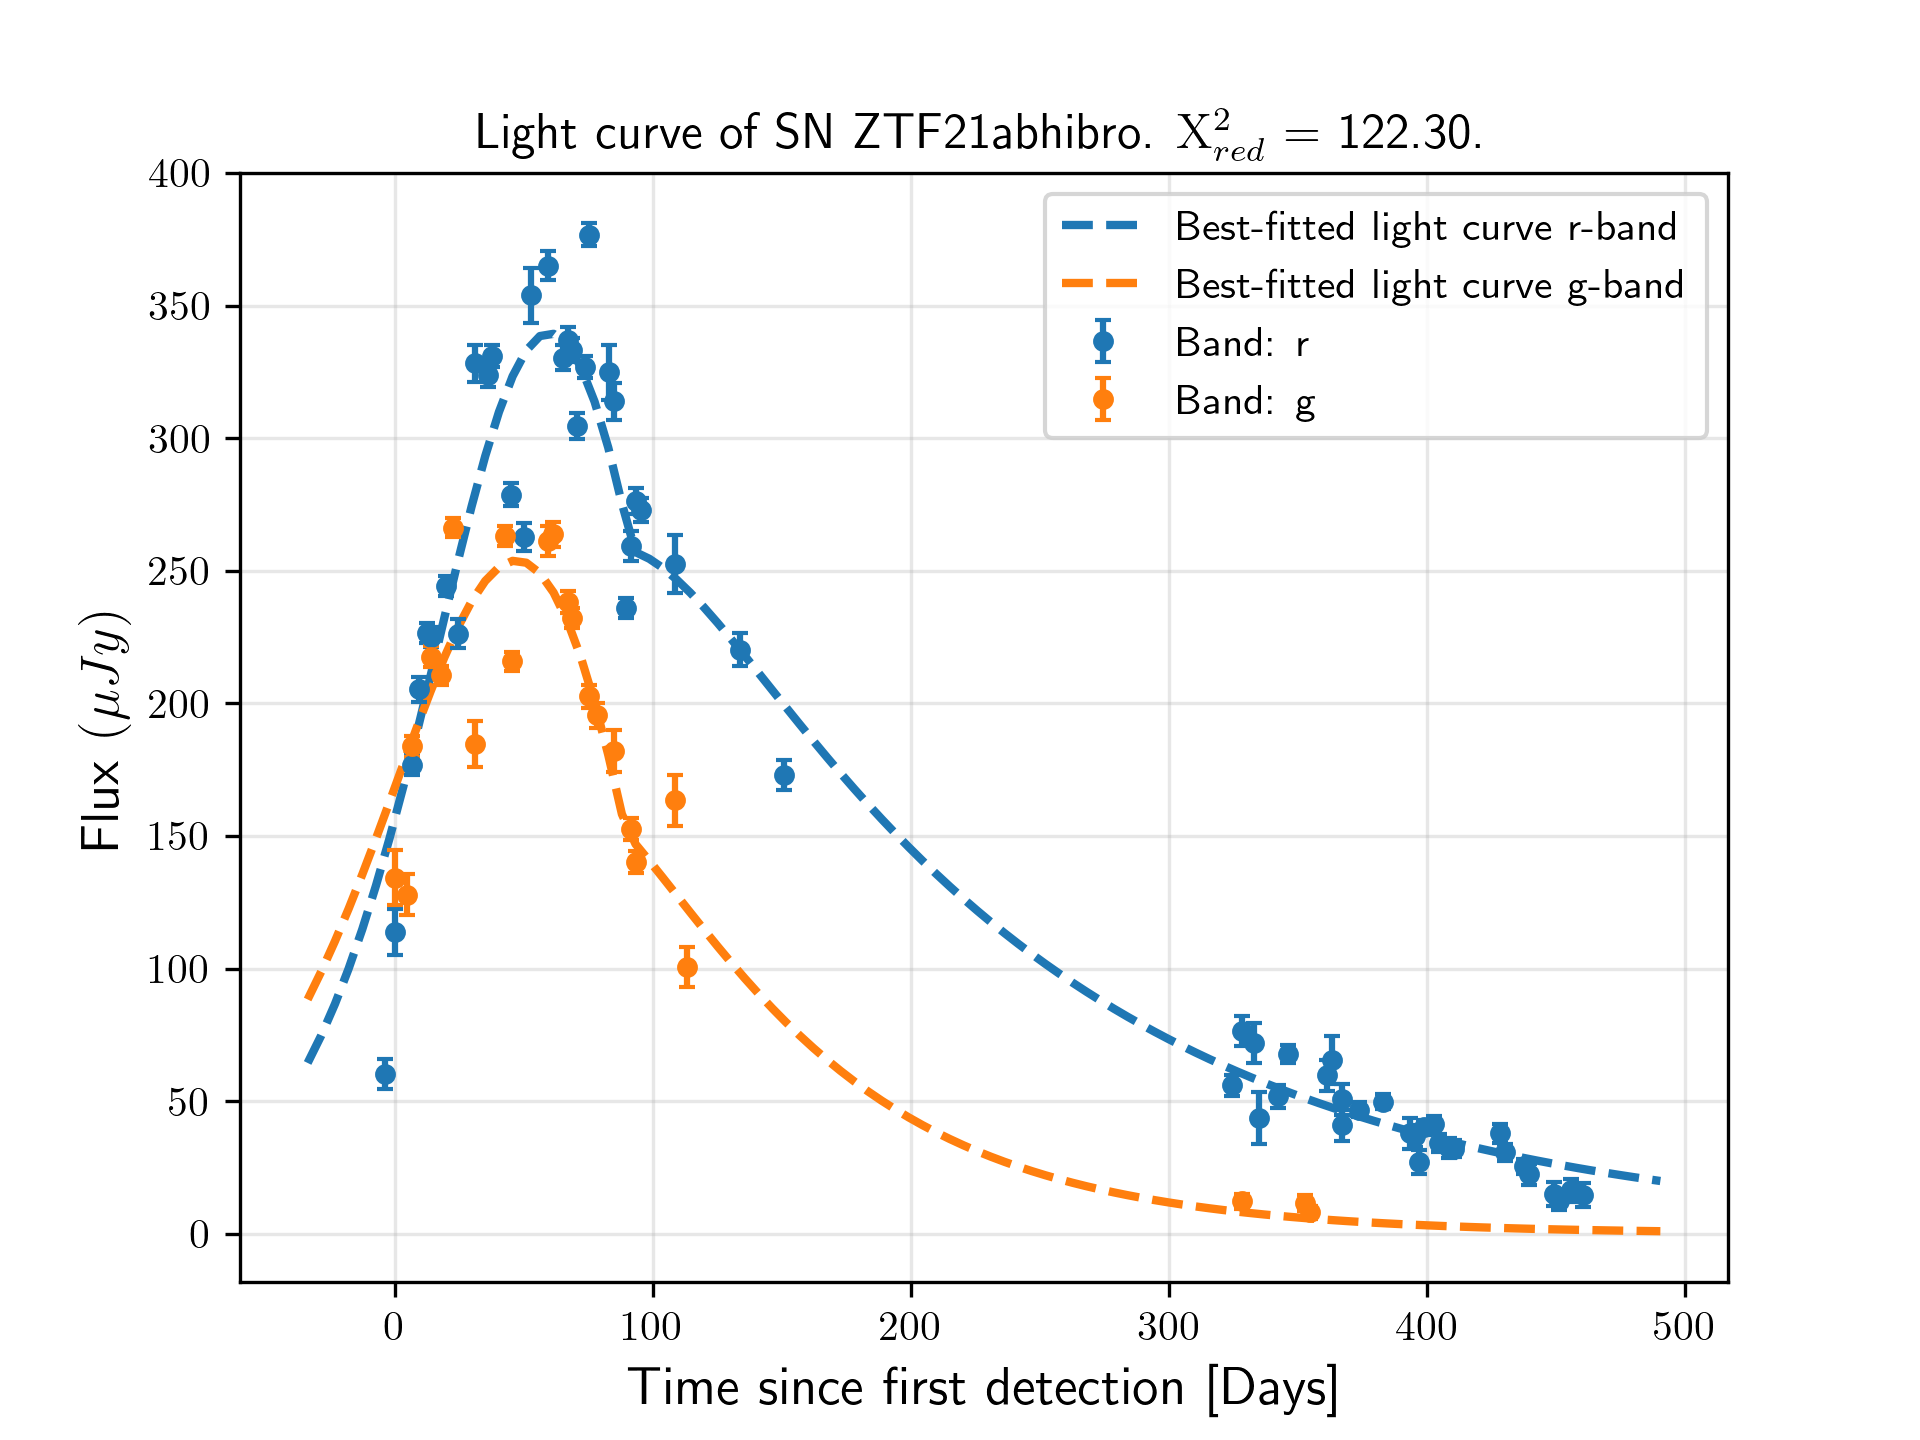 Light curve of SN ZTF21abhibro. X²_red = 122.30.
400
350
300
250
200
150
100
50
0
Flux (μJy)
Best-fitted light curve r-band
Best-fitted light curve g-band
Band: r
Band: g
0 100 200 300 400 500
Time since first detection [Days]